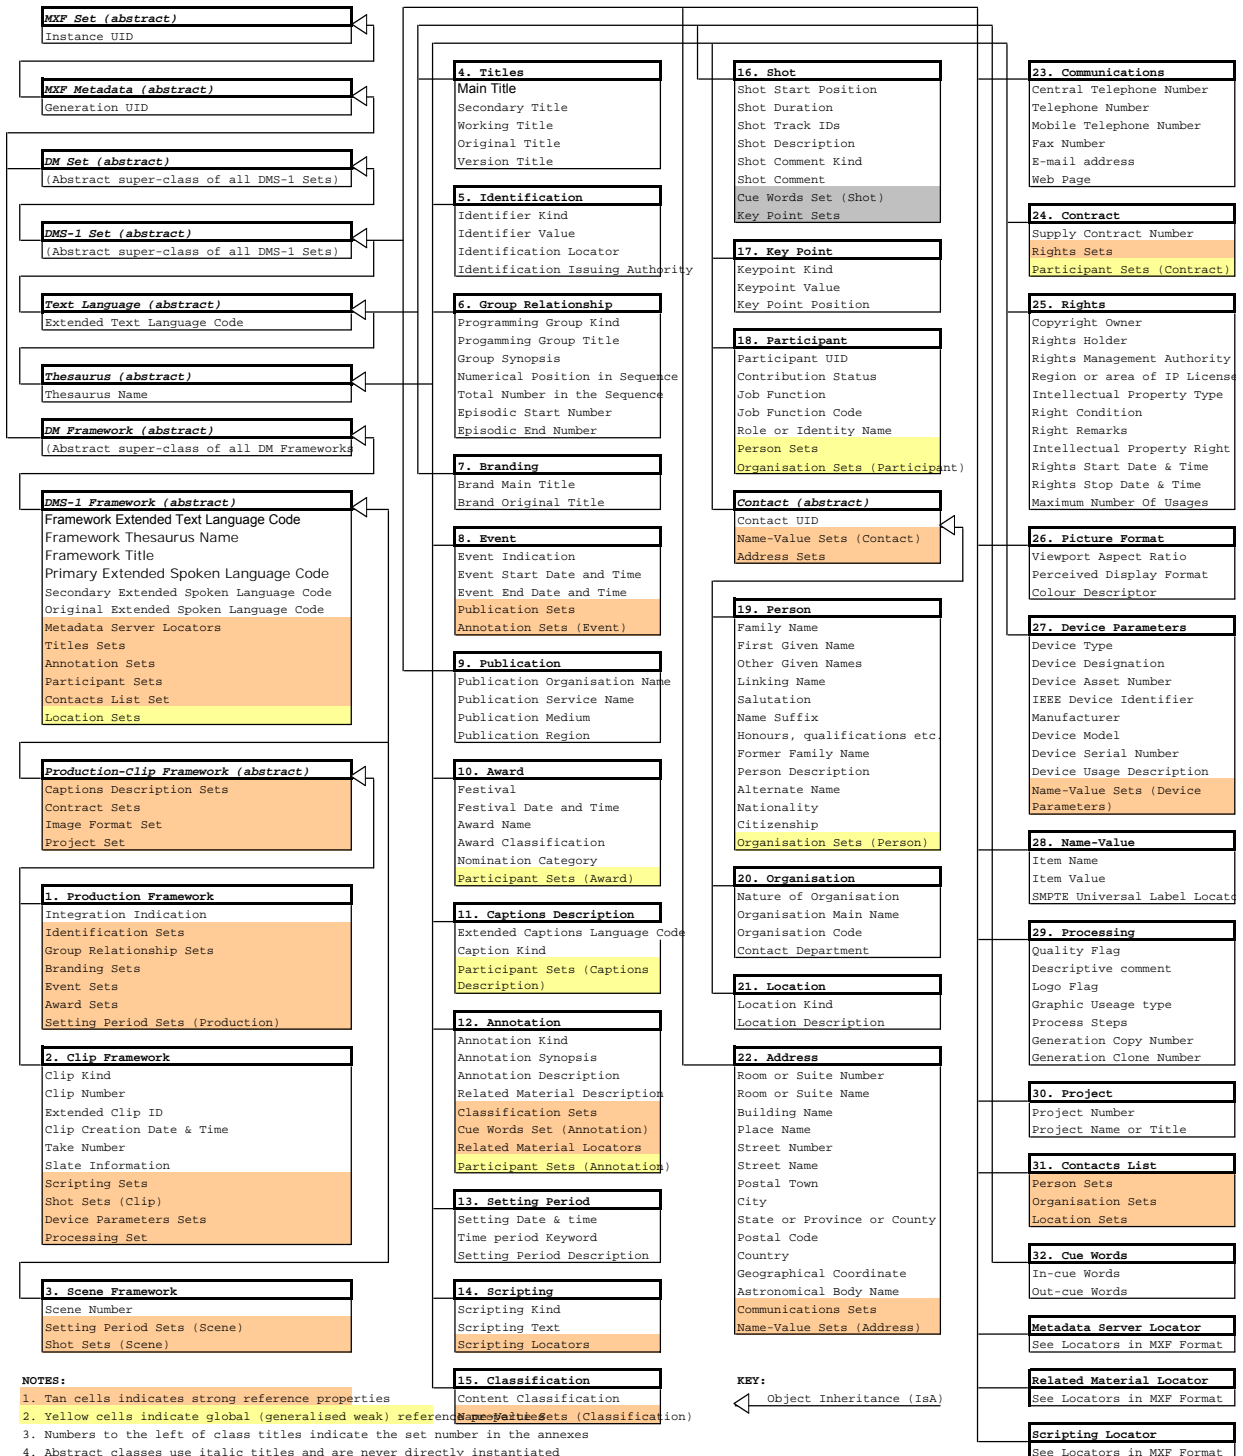 MXF Set (abstract)
Instance UID
MXF Metadata (abstract)
Generation UID
DM Set (abstract)
(Abstract super-class of all DMS-1 Sets)
DMS-1 Set (abstract)
(Abstract super-class of all DMS-1 Sets)
Text Language (abstract)
Extended Text Language Code
Thesaurus (abstract)
Thesaurus Name
DM Framework (abstract)
(Abstract super-class of all DM Frameworks
DMS-1 Framework (abstract)
Framework Extended Text Language Code
Framework Thesaurus Name
Framework Title
Primary Extended Spoken Language Code
Secondary Extended Spoken Language Code
Original Extended Spoken Language Code
Metadata Server Locators
Titles Sets
Annotation Sets
Participant Sets
Contacts List Set
Location Sets
Production-Clip Framework (abstract)
Captions Description Sets
Contract Sets
Image Format Set
Project Set
1. Production Framework
Integration Indication
Identification Sets
Group Relationship Sets
Branding Sets
Event Sets
Award Sets
Setting Period Sets (Production)
2. Clip Framework
Clip Kind
Clip Number
Extended Clip ID
Clip Creation Date & Time
Take Number
Slate Information
Scripting Sets
Shot Sets (Clip)
Device Parameters Sets
Processing Set
3. Scene Framework
Scene Number
Setting Period Sets (Scene)
Shot Sets (Scene)
NOTES:
1. Tan cells indicates strong reference properties
2. Yellow cells indicate global (generalised weak) reference properties
3. Numbers to the left of class titles indicate the set number in the annexes
4. Abstract classes use italic titles and are never directly instantiated
4. Titles
Main Title
Secondary Title
Working Title
Original Title
Version Title
5. Identification
Identifier Kind
Identifier Value
Identification Locator
Identification Issuing Authority
6. Group Relationship
Programming Group Kind
Progamming Group Title
Group Synopsis
Numerical Position in Sequence
Total Number in the Sequence
Episodic Start Number
Episodic End Number
7. Branding
Brand Main Title
Brand Original Title
8. Event
Event Indication
Event Start Date and Time
Event End Date and Time
Publication Sets
Annotation Sets (Event)
9. Publication
Publication Organisation Name
Publication Service Name
Publication Medium
Publication Region
10. Award
Festival
Festival Date and Time
Award Name
Award Classification
Nomination Category
Participant Sets (Award)
11. Captions Description
Extended Captions Language Code
Caption Kind
Participant Sets (Captions
Description)
12. Annotation
Annotation Kind
Annotation Synopsis
Annotation Description
Related Material Description
Classification Sets
Cue Words Set (Annotation)
Related Material Locators
Participant Sets (Annotation)
13. Setting Period
Setting Date & time
Time period Keyword
Setting Period Description
14. Scripting
Scripting Kind
Scripting Text
Scripting Locators
15. Classification
Content Classification
Name-Value Sets (Classification)
16. Shot
Shot Start Position
Shot Duration
Shot Track IDs
Shot Description
Shot Comment Kind
Shot Comment
Cue Words Set (Shot)
Key Point Sets
17. Key Point
Keypoint Kind
Keypoint Value
Key Point Position
18. Participant
Participant UID
Contribution Status
Job Function
Job Function Code
Role or Identity Name
Person Sets
Organisation Sets (Participant)
Contact (abstract)
Contact UID
Name-Value Sets (Contact)
Address Sets
19. Person
Family Name
First Given Name
Other Given Names
Linking Name
Salutation
Name Suffix
Honours, qualifications etc.
Former Family Name
Person Description
Alternate Name
Nationality
Citizenship
Organisation Sets (Person)
20. Organisation
Nature of Organisation
Organisation Main Name
Organisation Code
Contact Department
21. Location
Location Kind
Location Description
22. Address
Room or Suite Number
Room or Suite Name
Building Name
Place Name
Street Number
Street Name
Postal Town
City
State or Province or County
Postal Code
Country
Geographical Coordinate
Astronomical Body Name
Communications Sets
Name-Value Sets (Address)
KEY:
Object Inheritance (IsA)
23. Communications
Central Telephone Number
Telephone Number
Mobile Telephone Number
Fax Number
E-mail address
Web Page
24. Contract
Supply Contract Number
Rights Sets
Participant Sets (Contract)
25. Rights
Copyright Owner
Rights Holder
Rights Management Authority
Region or area of IP License
Intellectual Property Type
Right Condition
Right Remarks
Intellectual Property Right
Rights Start Date & Time
Rights Stop Date & Time
Maximum Number Of Usages
26. Picture Format
Viewport Aspect Ratio
Perceived Display Format
Colour Descriptor
27. Device Parameters
Device Type
Device Designation
Device Asset Number
IEEE Device Identifier
Manufacturer
Device Model
Device Serial Number
Device Usage Description
Name-Value Sets (Device
Parameters)
28. Name-Value
Item Name
Item Value
SMPTE Universal Label Locato
29. Processing
Quality Flag
Descriptive comment
Logo Flag
Graphic Useage type
Process Steps
Generation Copy Number
Generation Clone Number
30. Project
Project Number
Project Name or Title
31. Contacts List
Person Sets
Organisation Sets
Location Sets
32. Cue Words
In-cue Words
Out-cue Words
Metadata Server Locator
See Locators in MXF Format
Related Material Locator
See Locators in MXF Format
Scripting Locator
See Locators in MXF Format